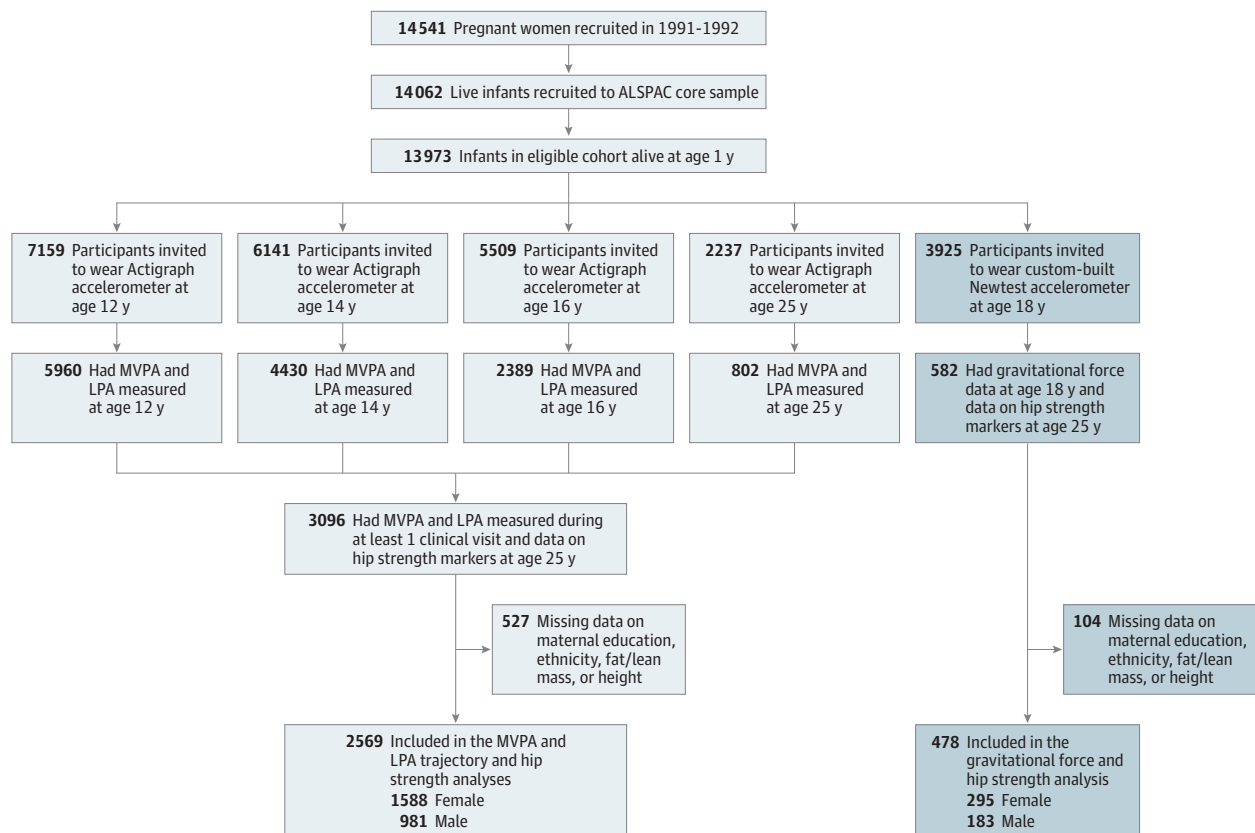 14541 Pregnant women recruited in 1991-1992
14062 Live infants recruited to ALSPAC core sample
13973 Infants in eligible cohort alive at age 1 y
7159 Participants invited
to wear Actigraph
accelerometer at
age 12 y
6141 Participants invited
to wear Actigraph
accelerometer at
age 14 y
5509 Participants invited
to wear Actigraph
accelerometer at
age 16 y
2237 Participants invited
to wear Actigraph
accelerometer at
age 25 y
3925 Participants invited
to wear custom-built
Newtest accelerometer
at age 18 y
5960 Had MVPA and
LPA measured
at age 12 y
4430 Had MVPA and
LPA measured
at age 14 y
2389 Had MVPA and
LPA measured
at age 16 y
802 Had MVPA and
LPA measured
at age 25 y
582 Had gravitational force
data at age 18 y and
data on hip strength
markers at age 25 y
3096 Had MVPA and LPA measured during
at least 1 clinical visit and data on
hip strength markers at age 25 y
527 Missing data on
maternal education,
ethnicity, fat/lean
mass, or height
104 Missing data on
maternal education,
ethnicity, fat/lean
mass, or height
2569 Included in the MVPA and
LPA trajectory and hip
strength analyses
1588 Female
981 Male
478 Included in the
gravitational force and
hip strength analysis
295 Female
183 Male